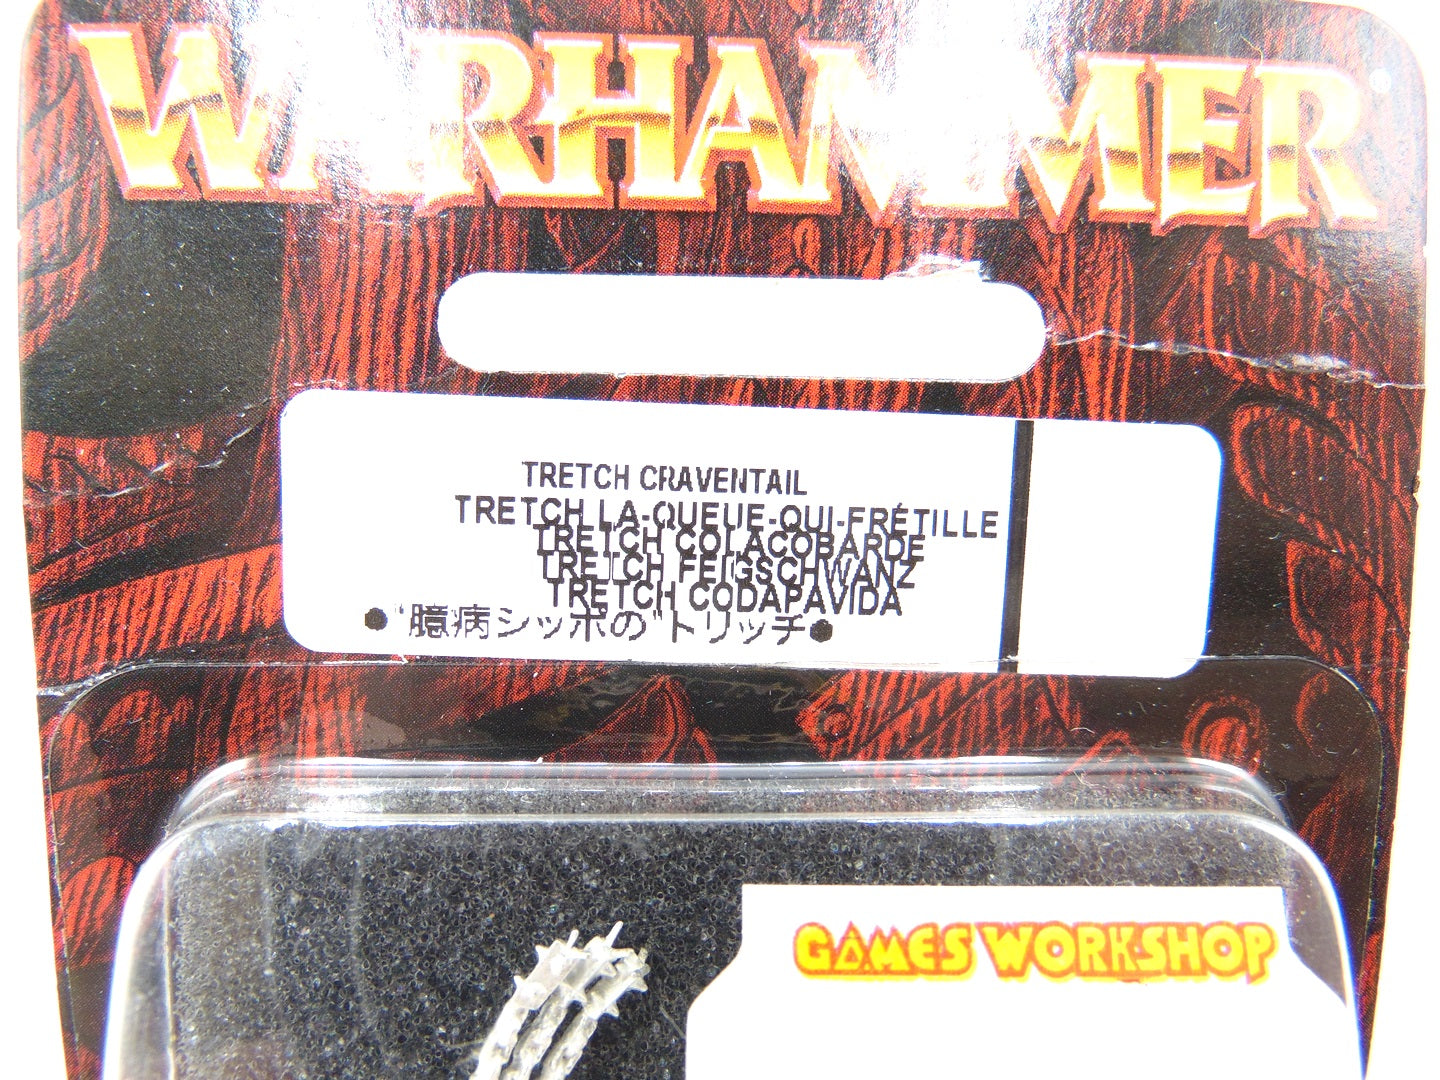 WARHAMMER
TRETCH CRAVENTAIL
TRETCH LA-QUEUE-QUI-FRÉTILLE
TRETCH COLACOBARDE
TRETCH FEIGSCHWANZ
TRETCH CODAPAVIDA
●"臆病シッポの"トリッチ●
GAMES WORKSHOP